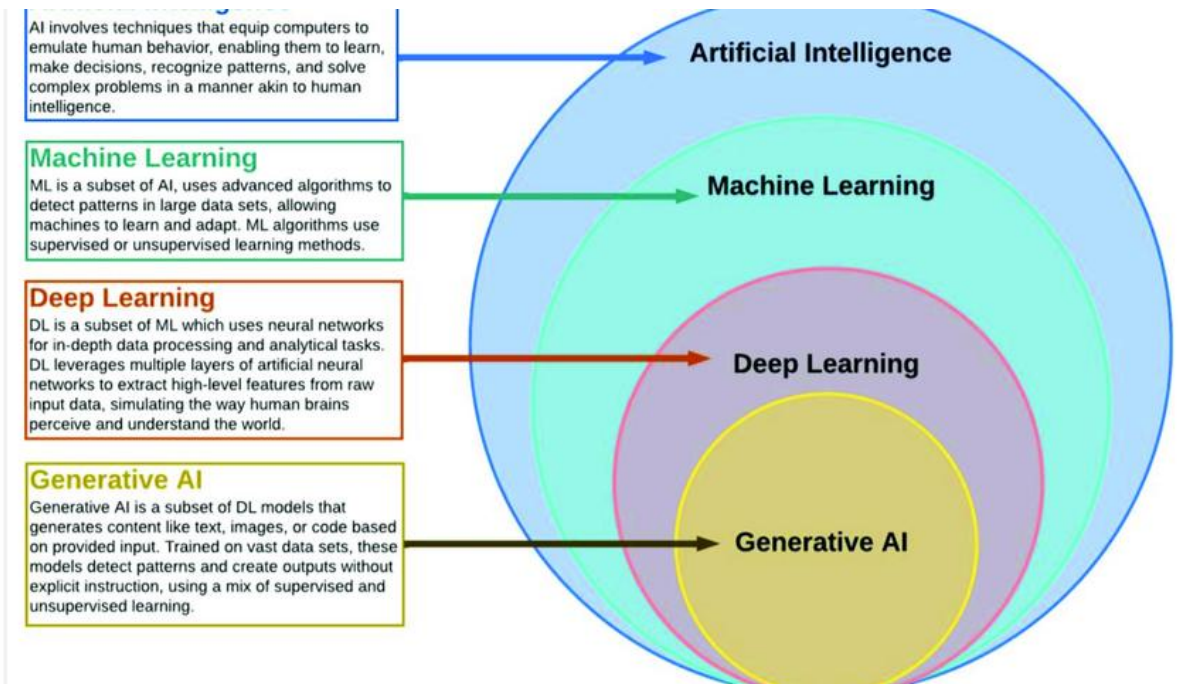 Artificial Intelligence
AI involves techniques that equip computers to
emulate human behavior, enabling them to learn,
make decisions, recognize patterns, and solve
complex problems in a manner akin to human
intelligence.
Machine Learning
ML is a subset of AI, uses advanced algorithms to
detect patterns in large data sets, allowing
machines to learn and adapt. ML algorithms use
supervised or unsupervised learning methods.
Deep Learning
DL is a subset of ML which uses neural networks
for in-depth data processing and analytical tasks.
DL leverages multiple layers of artificial neural
networks to extract high-level features from raw
input data, simulating the way human brains
perceive and understand the world.
Generative AI
Generative AI is a subset of DL models that
generates content like text, images, or code based
on provided input. Trained on vast data sets, these
models detect patterns and create outputs without
explicit instruction, using a mix of supervised and
unsupervised learning.
Artificial Intelligence
Machine Learning
Deep Learning
Generative AI